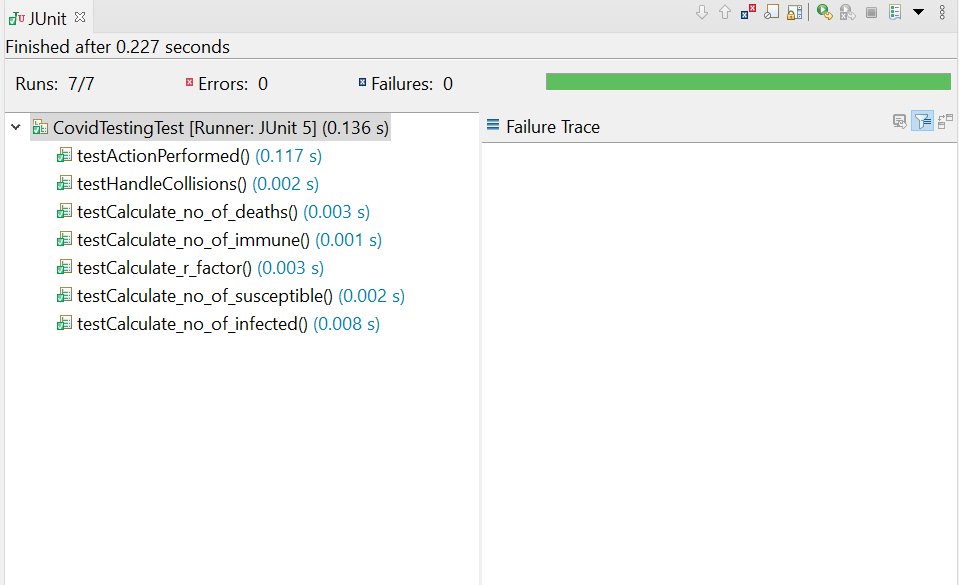 JUnit
Finished after 0.227 seconds
Runs: 7/7 Errors: 0 Failures: 0
CovidTestingTest [Runner: JUnit 5] (0.136 s)
Failure Trace
testActionPerformed() (0.117 s)
testHandleCollisions() (0.002 s)
testCalculate_no_of_deaths() (0.003 s)
testCalculate_no_of_immune() (0.001 s)
testCalculate_r_factor() (0.003 s)
testCalculate_no_of_susceptible() (0.002 s)
testCalculate_no_of_infected() (0.008 s)